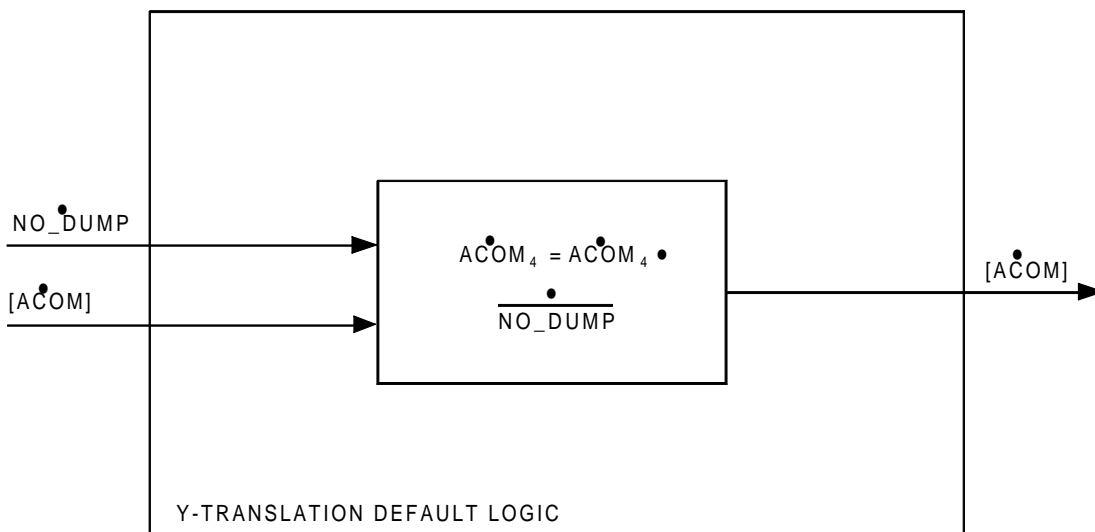 NO_DUMP
[ACOM]
ACOM₄ = ACOM₄ •
NO_DUMP
[ACOM]
Y-TRANSLATION DEFAULT LOGIC